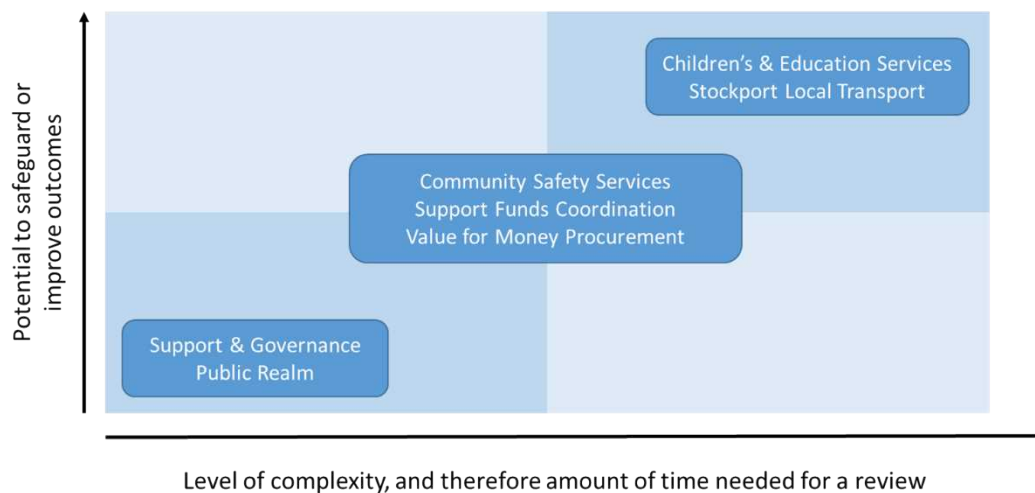 Potential to safeguard or
improve outcomes
Children’s & Education Services
Stockport Local Transport
Community Safety Services
Support Funds Coordination
Value for Money Procurement
Support & Governance
Public Realm
Level of complexity, and therefore amount of time needed for a review